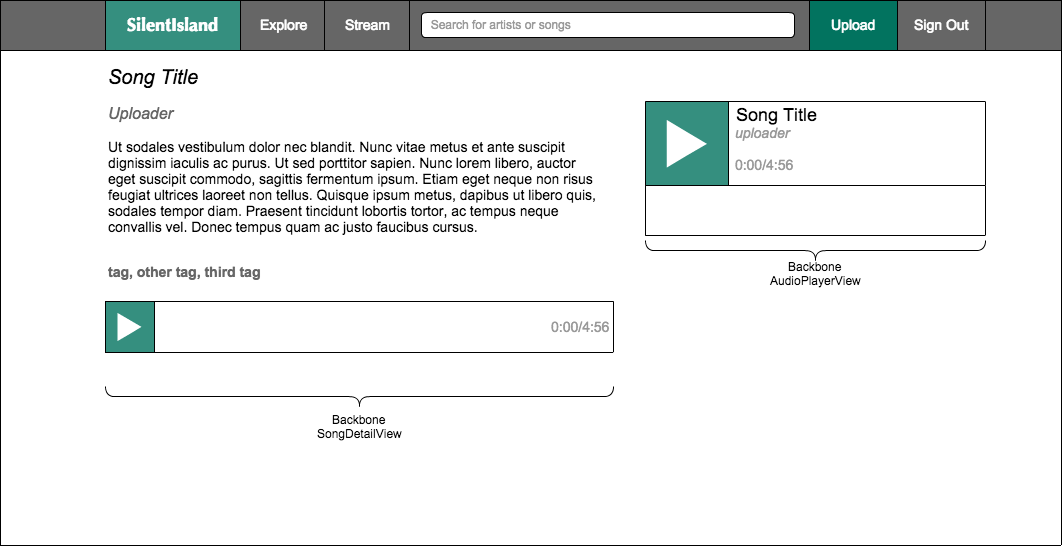 SilentIsland Explore Stream Search for artists or songs Upload Sign Out
Song Title
Uploader
Ut sodales vestibulum dolor nec blandit. Nunc vitae metus et ante suscipit
dignissim iaculis ac purus. Ut sed porttitor sapien. Nunc lorem libero, auctor
eget suscipit commodo, sagittis fermentum ipsum. Etiam eget neque non risus
feugiat ultrices laoreet non tellus. Quisque ipsum metus, dapibus ut libero quis,
sodales tempor diam. Praesent tincidunt lobortis tortor, ac tempus neque
convallis vel. Donec tempus quam ac justo faucibus cursus.
tag, other tag, third tag
0:00/4:56
Backbone
SongDetailView
Song Title
uploader
0:00/4:56
Backbone
AudioPlayerView